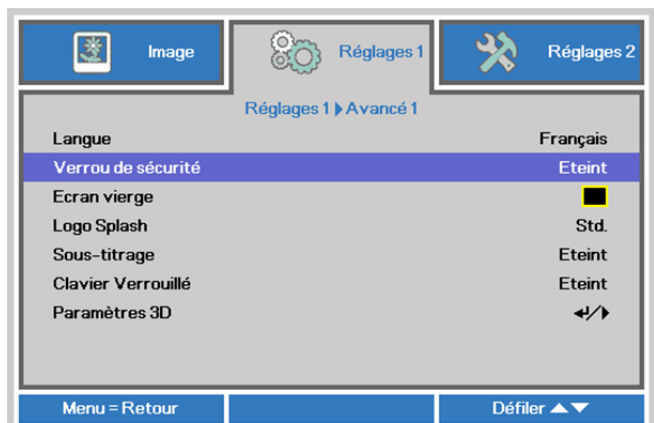 Image
Réglages 1
Réglages 2
Réglages 1 Avancé 1
Langue Français
Verrou de sécurité Eteint
Ecran vierge
Logo Splash Std.
Sous-titrage Eteint
Clavier Verrouillé Eteint
Paramètres 3D
Menu = Retour
Défiler